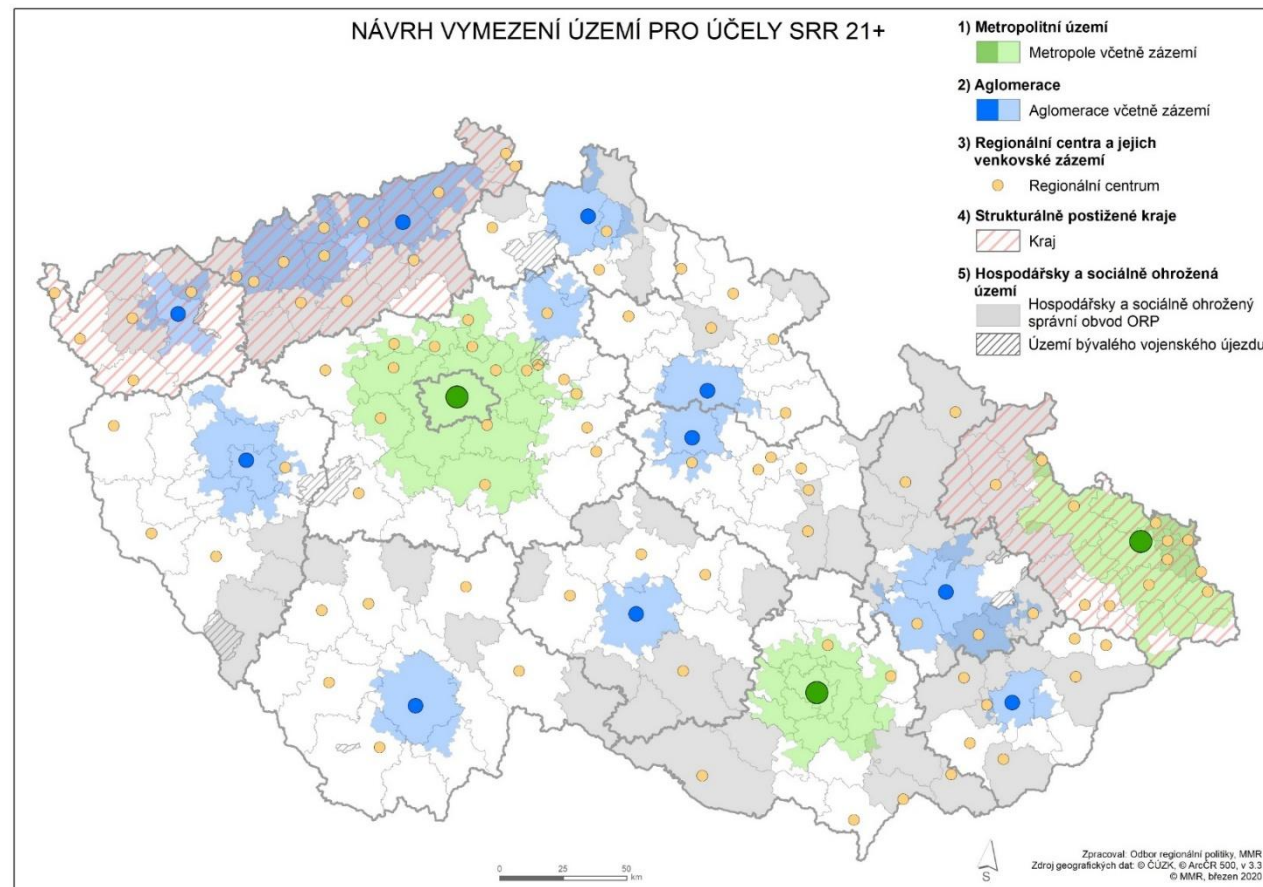 NÁVRH VYMEZENÍ ÚZEMÍ PRO ÚČELY SRR 21+
1) Metropolitní území
Metropole včetně zázemí
2) Aglomerace
Aglomerace včetně zázemí
3) Regionální centra a jejich
venkovské zázemí
Regionální centrum
4) Strukturálně postižené kraje
Kraj
5) Hospodářsky a sociálně ohrožená
území
Hospodářsky a sociálně ohrožený
správní obvod ORP
Území bývalého vojenského újezdu
0 25 50
km
S
Zpracoval: Odbor regionální politiky, MMR
Zdroj geografických dat: © ČÚZK, © ArcČR 500, v 3.3
© MMR, březen 2020